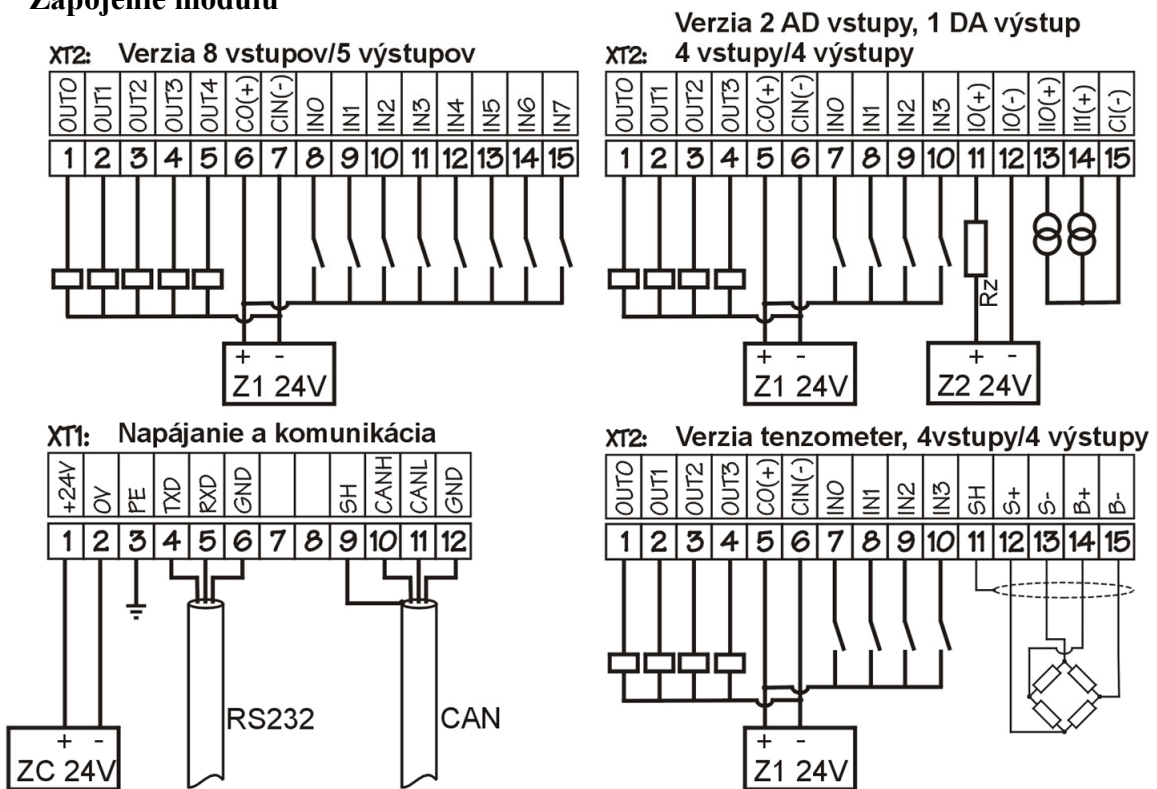 Zapojenie modulu
XT2: Verzia 8 vstupov/5 výstupov
OUT0 OUT1 OUT2 OUT3 OUT4 CO(+) CIN(-) IN0 IN1 IN2 IN3 IN4 IN5 IN6 IN7
1 2 3 4 5 6 7 8 9 10 11 12 13 14 15
+ -
Z1 24V
Verzia 2 AD vstupy, 1 DA výstup
XT2: 4 vstupy/4 výstupy
OUT0 OUT1 OUT2 OUT3 CO(+) CIN(-) IN0 IN1 IN2 IN3 IO(+) IO(-) II0(+) II1(+) CI(-)
1 2 3 4 5 6 7 8 9 10 11 12 13 14 15
Rz
+ -
Z1 24V
+ -
Z2 24V
XT1: Napájanie a komunikácia
+24V 0V PE TXD RXD GND SH CANH CANL GND
1 2 3 4 5 6 7 8 9 10 11 12
RS232
CAN
+ -
ZC 24V
XT2: Verzia tenzometer, 4vstupy/4 výstupy
OUT0 OUT1 OUT2 OUT3 CO(+) CIN(-) IN0 IN1 IN2 IN3 SH S+ S- B+ B-
1 2 3 4 5 6 7 8 9 10 11 12 13 14 15
+ -
Z1 24V